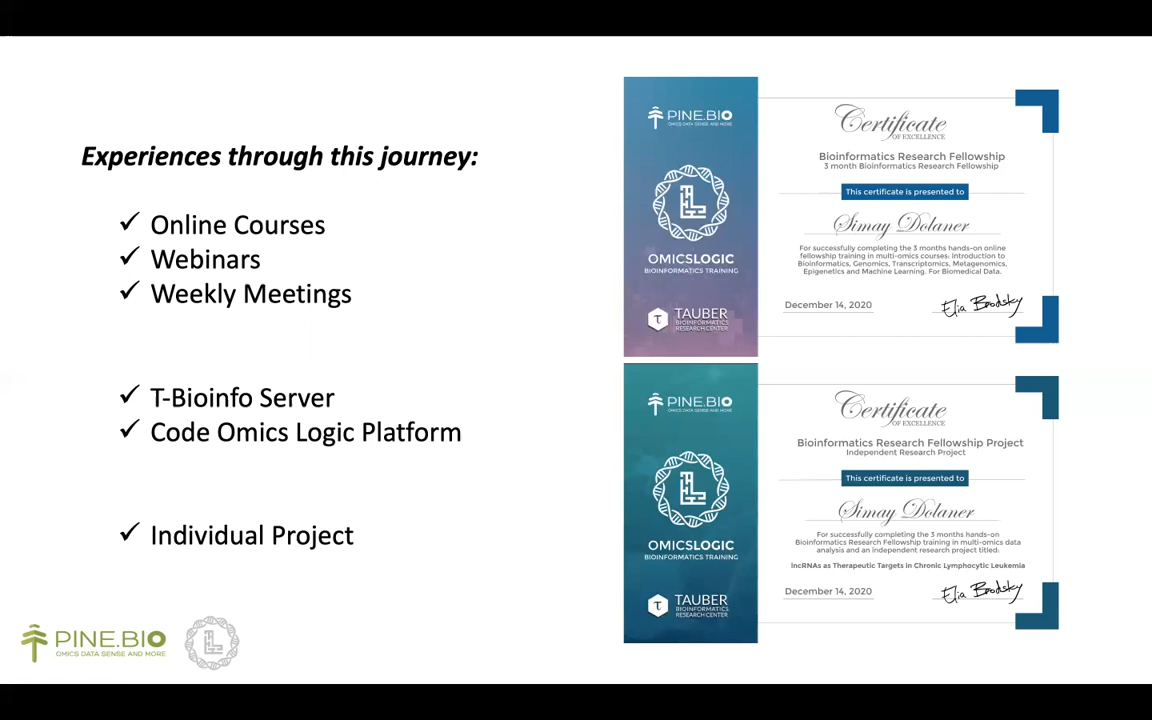 Experiences through this journey:
✓ Online Courses
✓ Webinars
✓ Weekly Meetings
✓ T-Bioinfo Server
✓ Code Omics Logic Platform
✓ Individual Project
PINE.BIO
OMICS DATA SENSE AND MORE
PINE.BIO
OMICS DATA SENSE AND MORE
OMICSLOGIC
BIOINFORMATICS TRAINING
TAUBER
BIOINFORMATICS
RESEARCH CENTER
Certificate
OF EXCELLENCE
Bioinformatics Research Fellowship
3 month Bioinformatics Research Fellowship
This certificate is presented to
Simay Dolaner
For successfully completing the 3 months hands-on online
fellowship training in multi-omics courses: Introduction to
Bioinformatics, Genomics, Transcriptomics, Metagenomics,
Epigenetics and Machine Learning. For Biomedical Data.
December 14, 2020
Elia Brodsky
PINE.BIO
OMICS DATA SENSE AND MORE
OMICSLOGIC
BIOINFORMATICS TRAINING
TAUBER
BIOINFORMATICS
RESEARCH CENTER
Certificate
OF EXCELLENCE
Bioinformatics Research Fellowship Project
Independent Research Project
This certificate is presented to
Simay Dolaner
For successfully completing the 3 months hands-on
Bioinformatics Research Fellowship training in multi-omics data
analysis and an independent research project titled:
lncRNAs as Therapeutic Targets in Chronic Lymphocytic Leukemia
December 14, 2020
Elia Brodsky